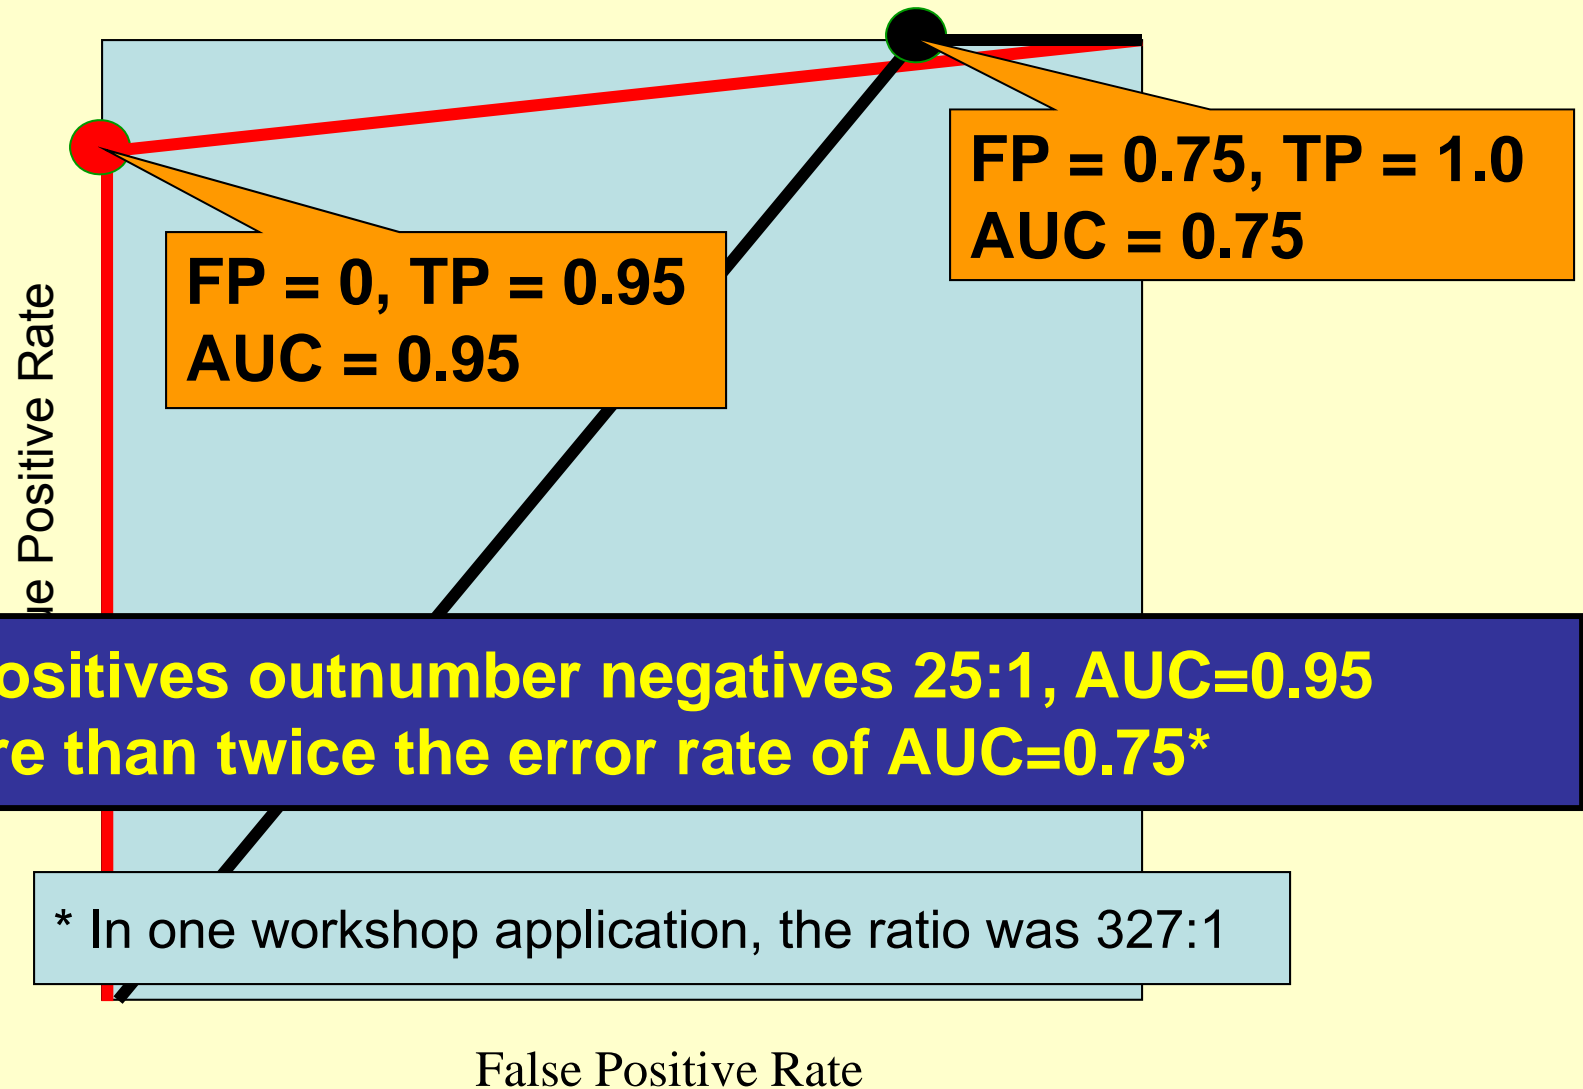 FP = 0.75, TP = 1.0
AUC = 0.75
FP = 0, TP = 0.95
AUC = 0.95
Positive Rate
outnumber negatives 25:1, AUC=0.95
than twice the error rate of AUC=0.75*
* In one workshop application, the ratio was 327:1
False Positive Rate